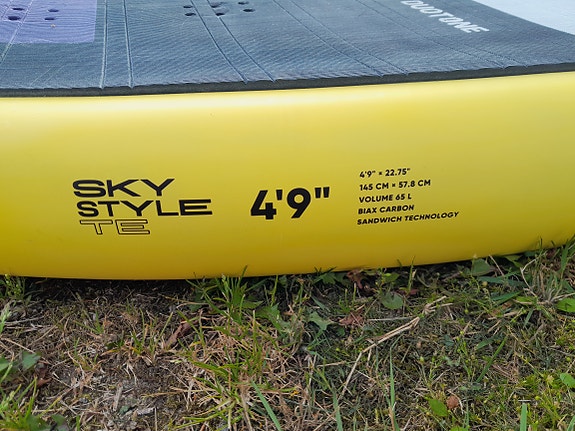 DUOTONE
SKY
STYLE
TE
4'9"
4'9" × 22.75"
145 CM × 57.8 CM
VOLUME 65 L
BIAX CARBON
SANDWICH TECHNOLOGY